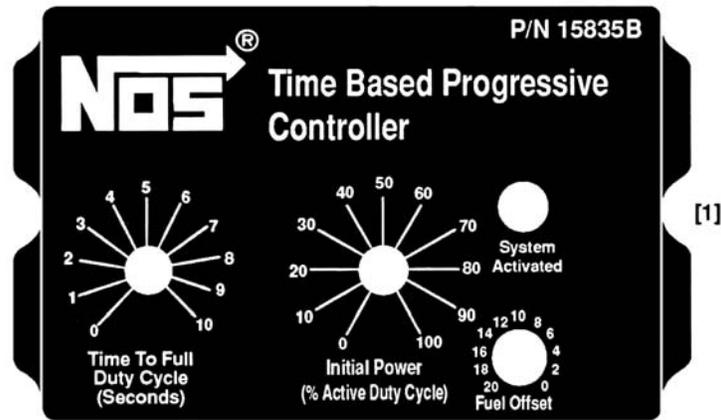 P/N 15835B
NOS®
Time Based Progressive
Controller
0 1 2 3 4 5 6 7 8 9 10
Time To Full
Duty Cycle
(Seconds)
0 10 20 30 40 50 60 70 80 90 100
Initial Power
(% Active Duty Cycle)
System
Activated
20 18 16 14 12 10 8 6 4 2 0
Fuel Offset
[1]